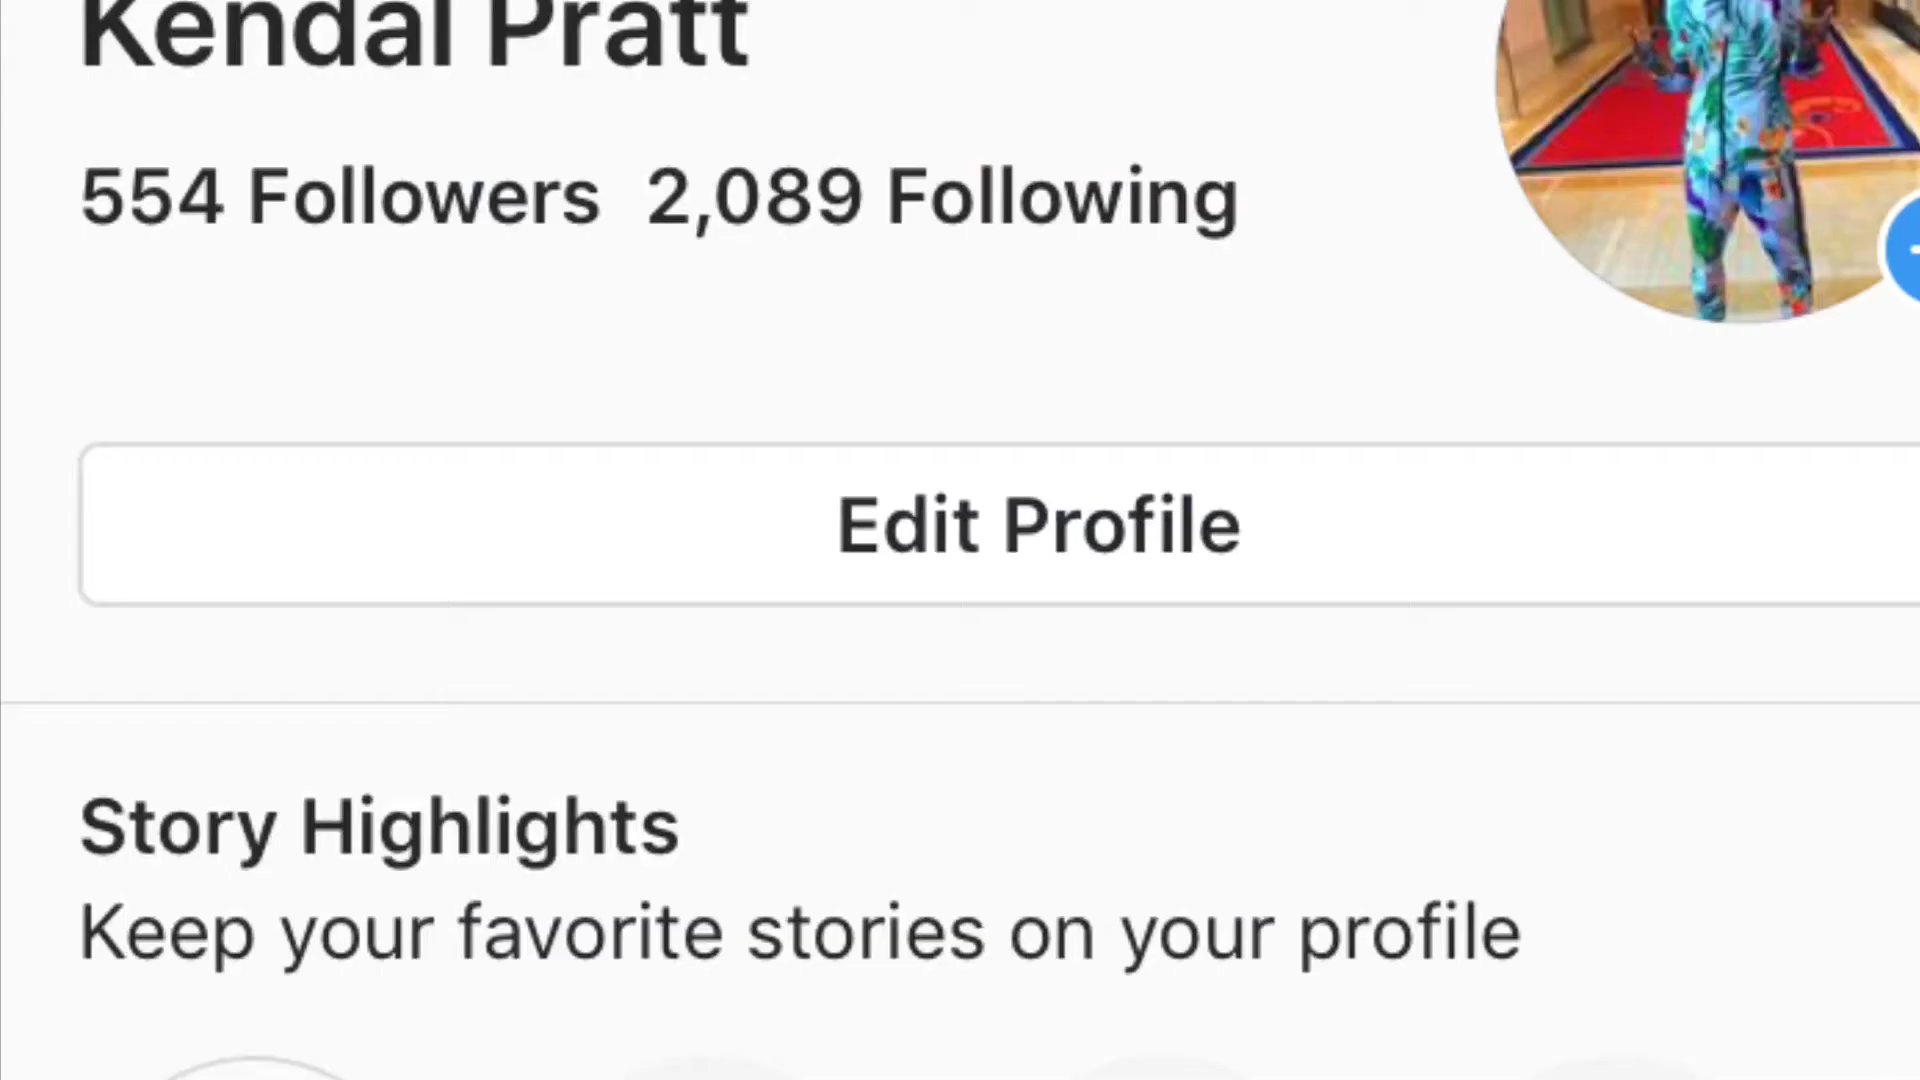 Kendal Pratt
554 Followers 2,089 Following
Edit Profile
Story Highlights
Keep your favorite stories on your profile